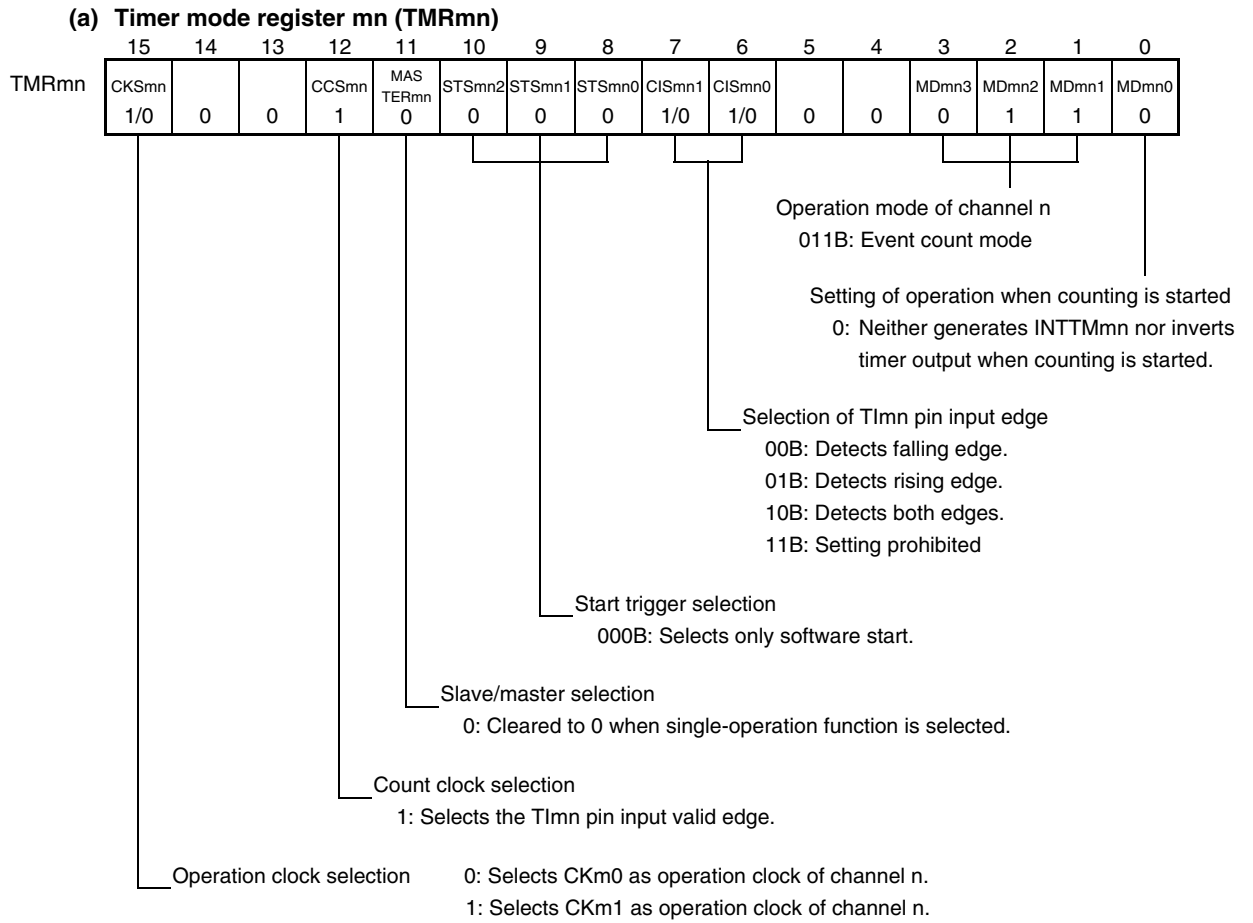 (a) Timer mode register mn (TMRmn)
15 14 13 12 11 10 9 8 7 6 5 4 3 2 1 0
TMRmn CKSmn CCSmn MAS TERmn STSmn2 STSmn1 STSmn0 CISmn1 CISmn0 MDmn3 MDmn2 MDmn1 MDmn0
1/0 0 0 1 0 0 0 0 1/0 1/0 0 0 0 1 1 0
Operation mode of channel n
011B: Event count mode
Setting of operation when counting is started
0: Neither generates INTTMmn nor inverts
timer output when counting is started.
Selection of TImn pin input edge
00B: Detects falling edge.
01B: Detects rising edge.
10B: Detects both edges.
11B: Setting prohibited
Start trigger selection
000B: Selects only software start.
Slave/master selection
0: Cleared to 0 when single-operation function is selected.
Count clock selection
1: Selects the TImn pin input valid edge.
Operation clock selection 0: Selects CKm0 as operation clock of channel n.
1: Selects CKm1 as operation clock of channel n.